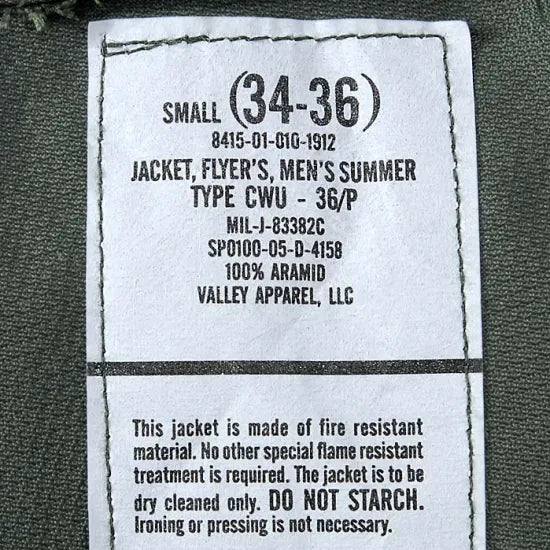 SMALL (34-36)
8415-01-010-1912
JACKET, FLYER'S, MEN'S SUMMER
TYPE CWU - 36/P
MIL-J-83382C
SP0100-05-D-4158
100% ARAMID
VALLEY APPAREL, LLC
This jacket is made of fire resistant
material. No other special flame resistant
treatment is required. The jacket is to be
dry cleaned only. DO NOT STARCH.
Ironing or pressing is not necessary.